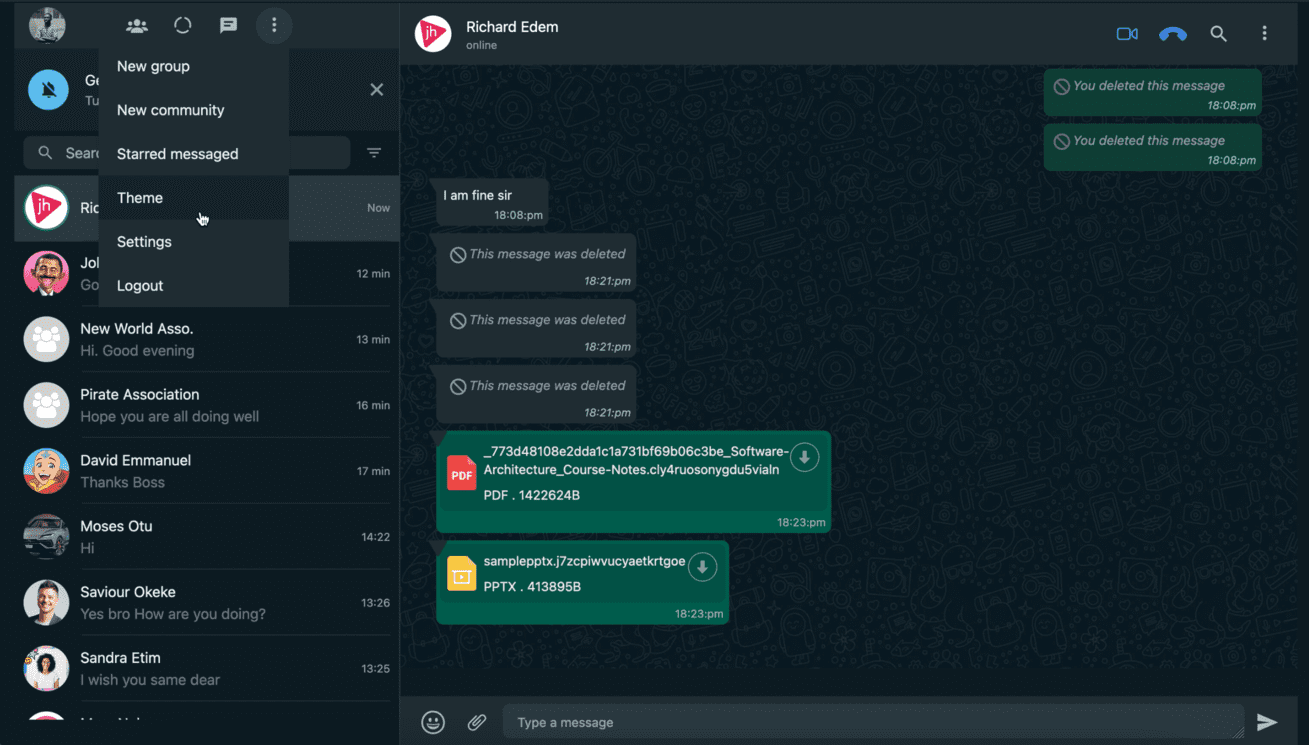 New group
New community
Starred messaged
Theme
Settings
Logout
Ge
Tu
Searc
jh
Ric
Now
Jol
Go
12 min
New World Asso.
Hi. Good evening
13 min
Pirate Association
Hope you are all doing well
16 min
David Emmanuel
Thanks Boss
17 min
Moses Otu
Hi
14:22
Saviour Okeke
Yes bro How are you doing?
13:26
Sandra Etim
I wish you same dear
13:25
jh
Richard Edem
online
You deleted this message
18:08:pm
You deleted this message
18:08:pm
I am fine sir
18:08:pm
This message was deleted
18:21:pm
This message was deleted
18:21:pm
This message was deleted
18:21:pm
PDF
_773d48108e2dda1c1a731bf69b06c3be_Software-
Architecture_Course-Notes.cly4ruosonygdu5vialn
PDF . 1422624B
18:23:pm
samplepptx.j7zcpiwvucyaetkrtgoe
PPTX . 413895B
18:23:pm
Type a message